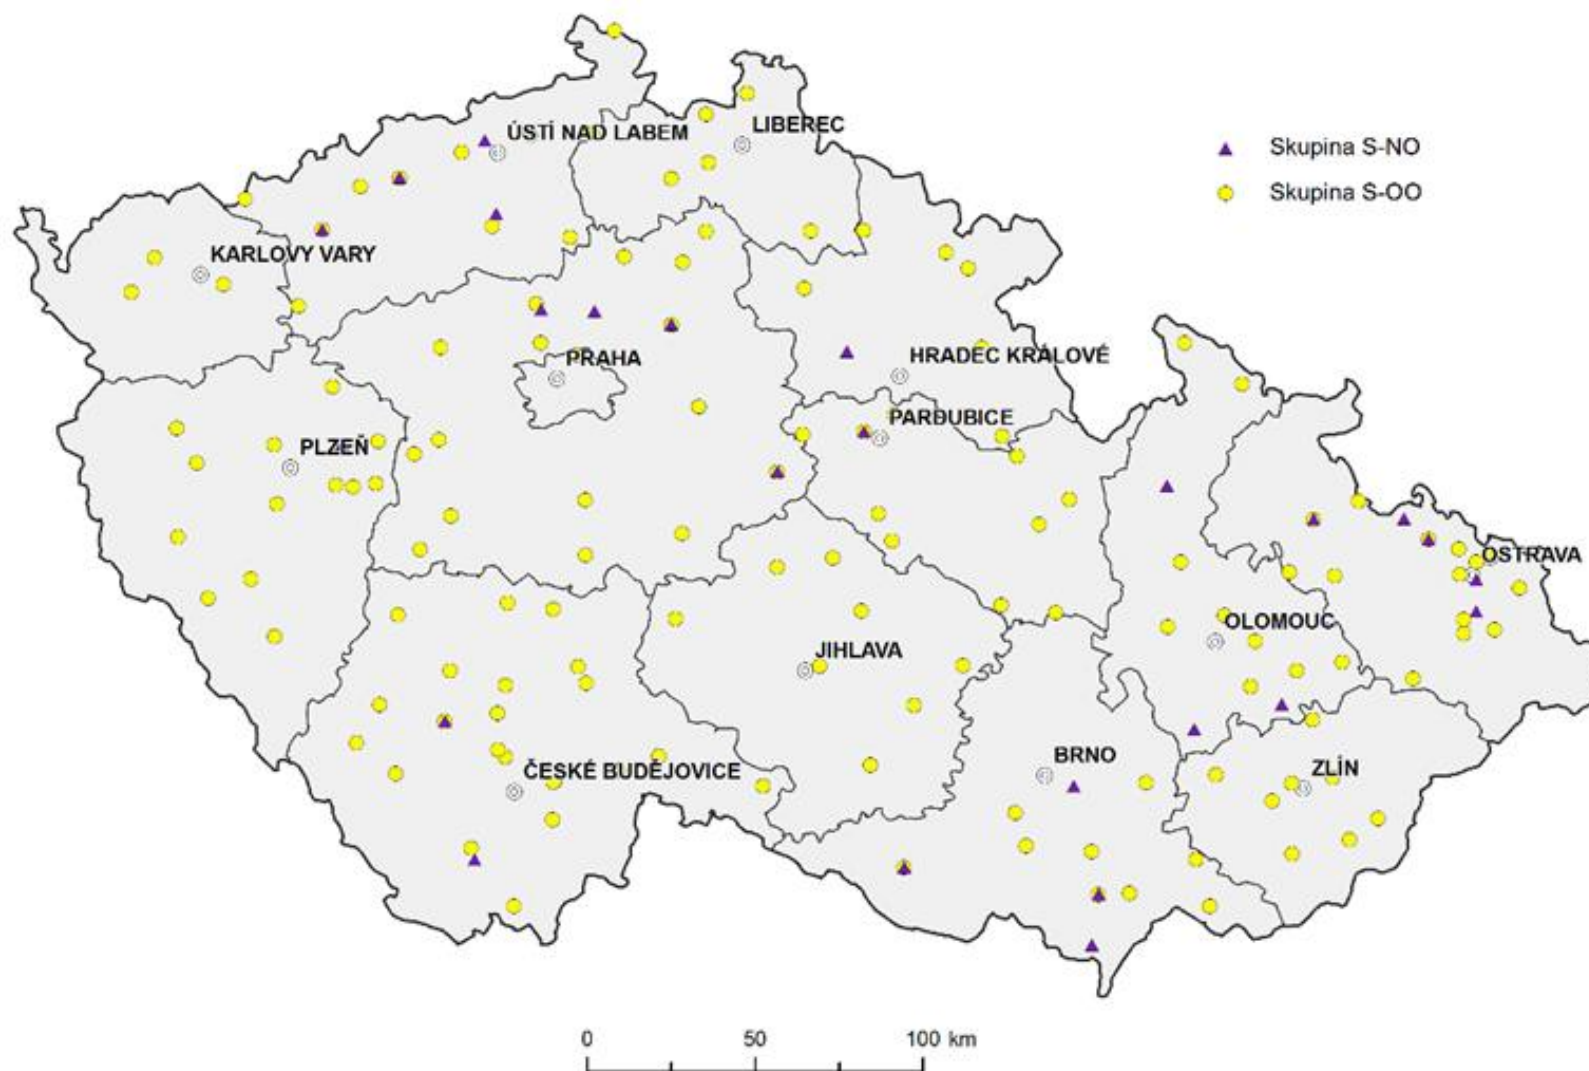 ÚSTÍ NAD LABEM
LIBEREC
Skupina S-NO
Skupina S-OO
KARLOVY VARY
PRAHA
HRADEC KRÁLOVÉ
PARDUBICE
PLZEŇ
OSTRAVA
OLOMOUC
JIHLAVA
BRNO
ZLÍN
ČESKÉ BUDĚJOVICE
0 50 100 km